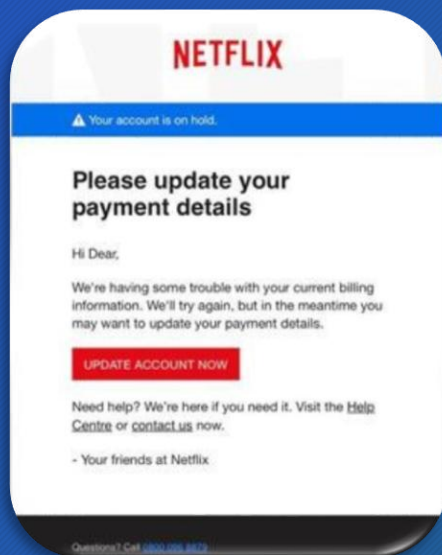 NETFLIX
Your account is on hold.
Please update your
payment details
Hi Dear,
We're having some trouble with your current billing
information. We'll try again, but in the meantime you
may want to update your payment details.
UPDATE ACCOUNT NOW
Need help? We're here if you need it. Visit the Help
Centre or contact us now.
- Your friends at Netflix
Questions? Call